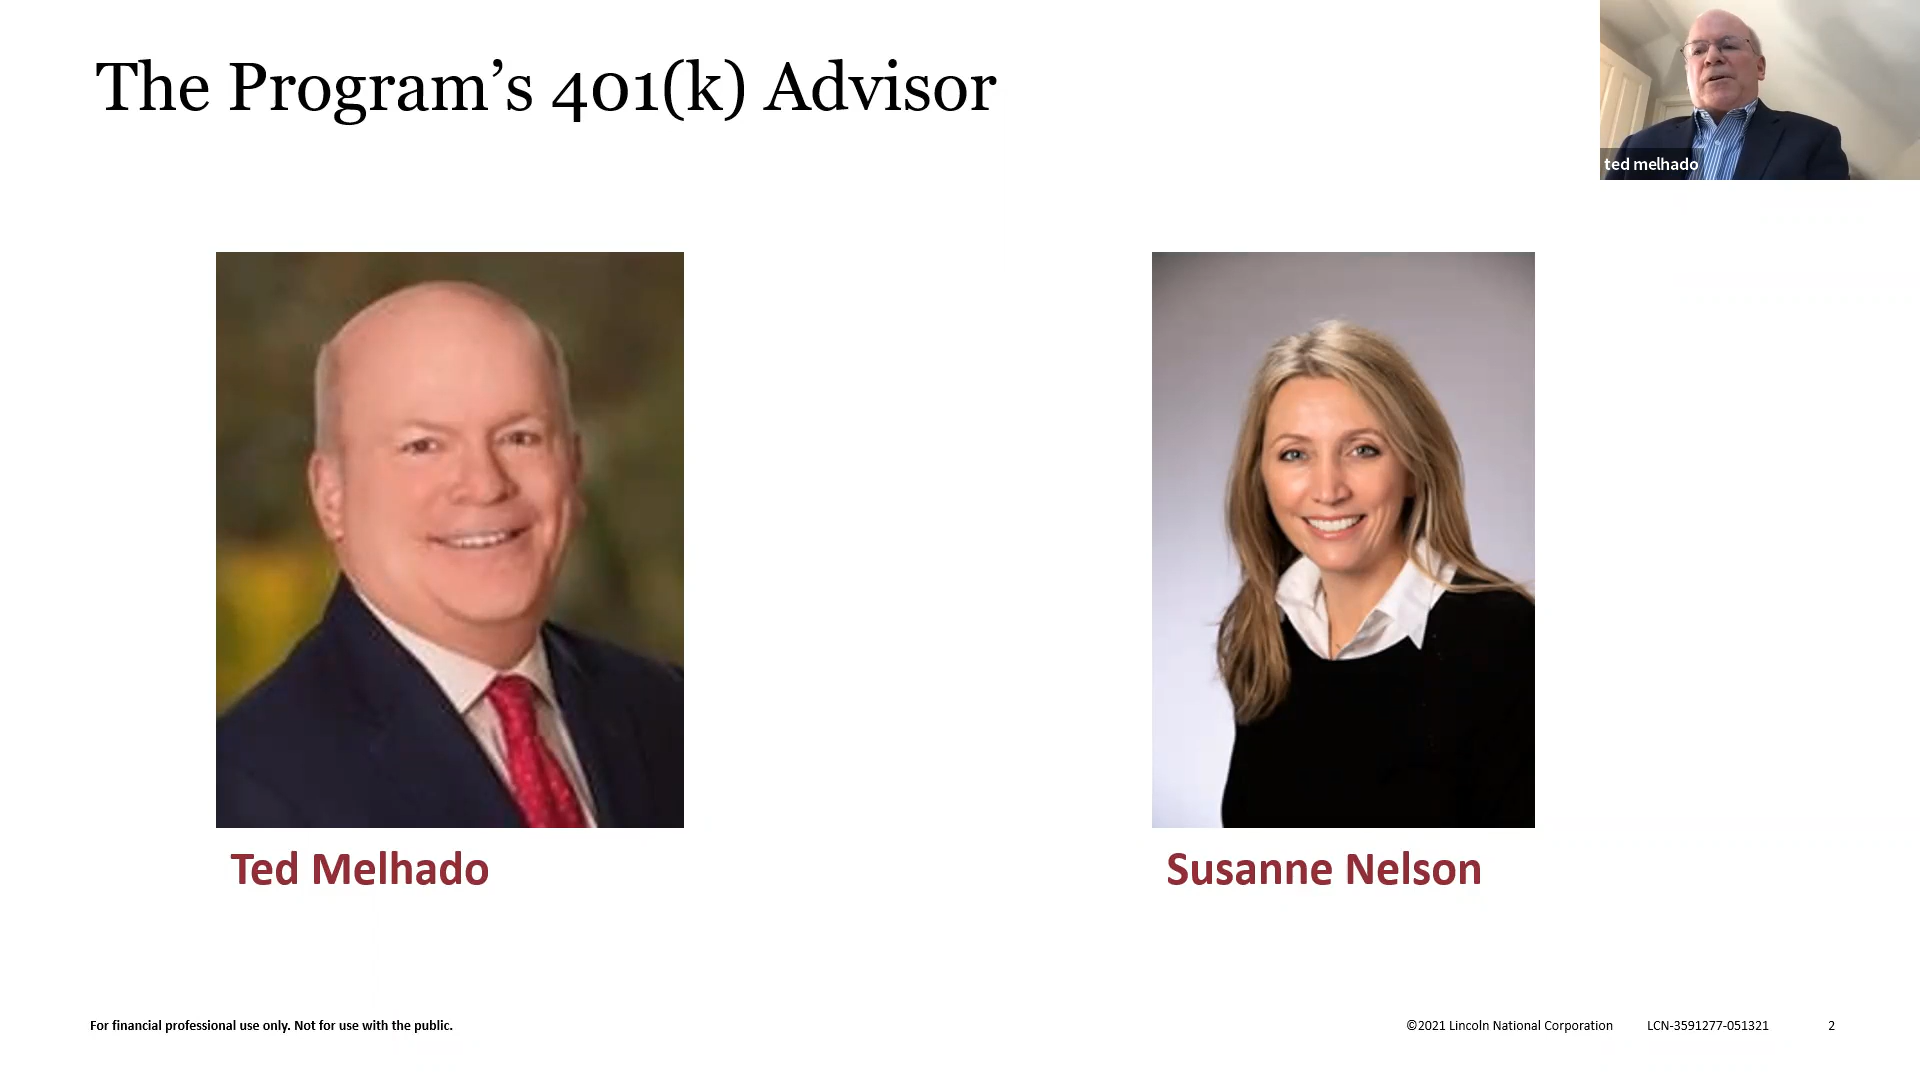 The Program’s 401(k) Advisor
ted melhado
Ted Melhado
Susanne Nelson
For financial professional use only. Not for use with the public.
©2021 Lincoln National Corporation LCN-3591277-051321 2